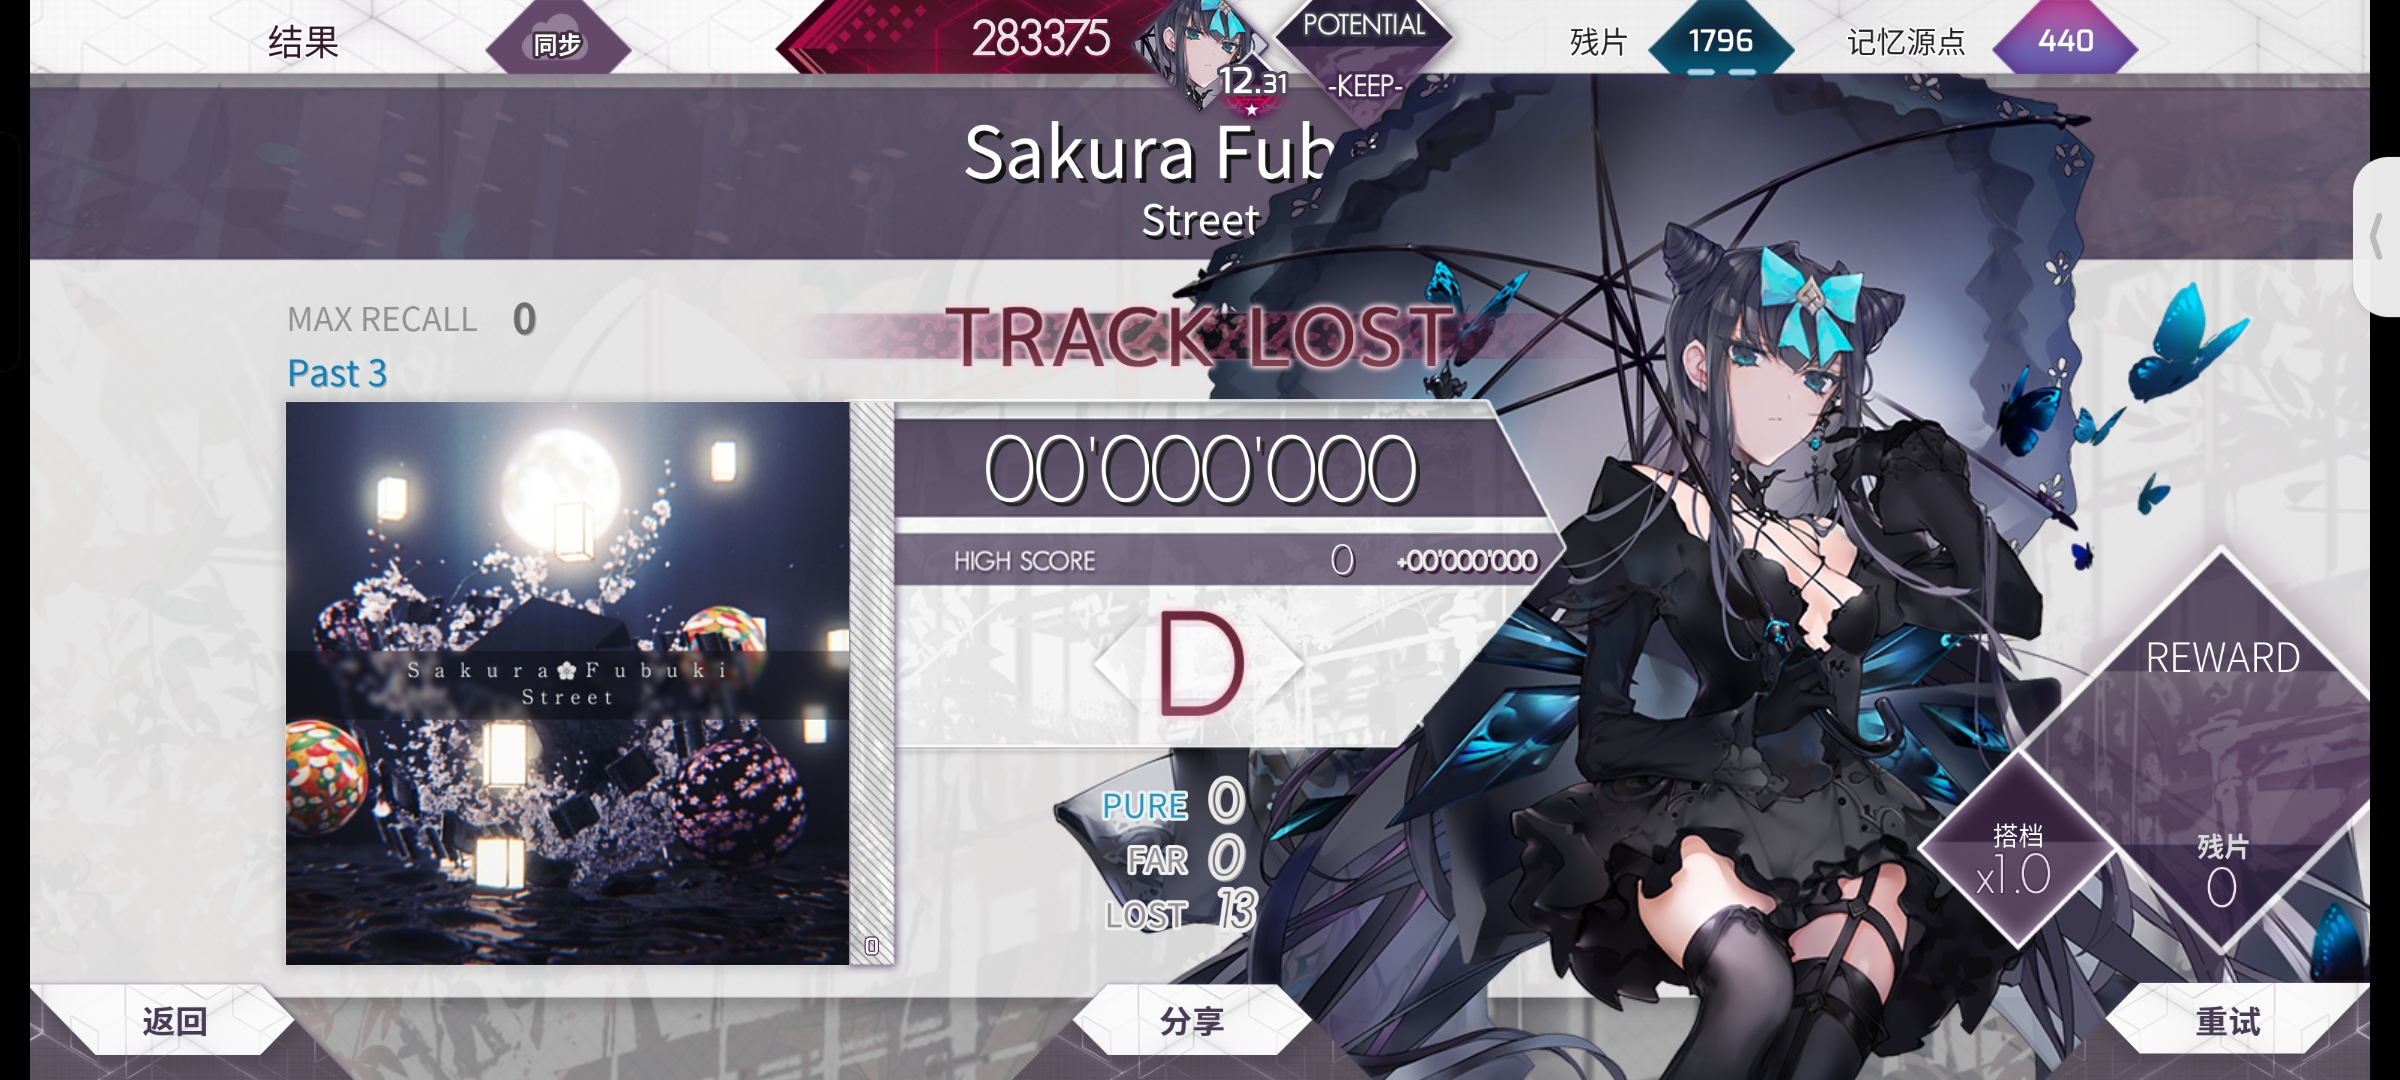 结果
同步
283375
12.31
POTENTIAL
-KEEP-
残片
1796
记忆源点
440
Sakura Fub
Street
MAX RECALL 0
Past 3
TRACK LOST
00'000'000
HIGH SCORE 0 +00'000'000
D
Sakura Fubuki
Street
0
PURE 0
FAR 0
LOST 13
REWARD
搭档
x1.0
残片
0
返回
分享
重试